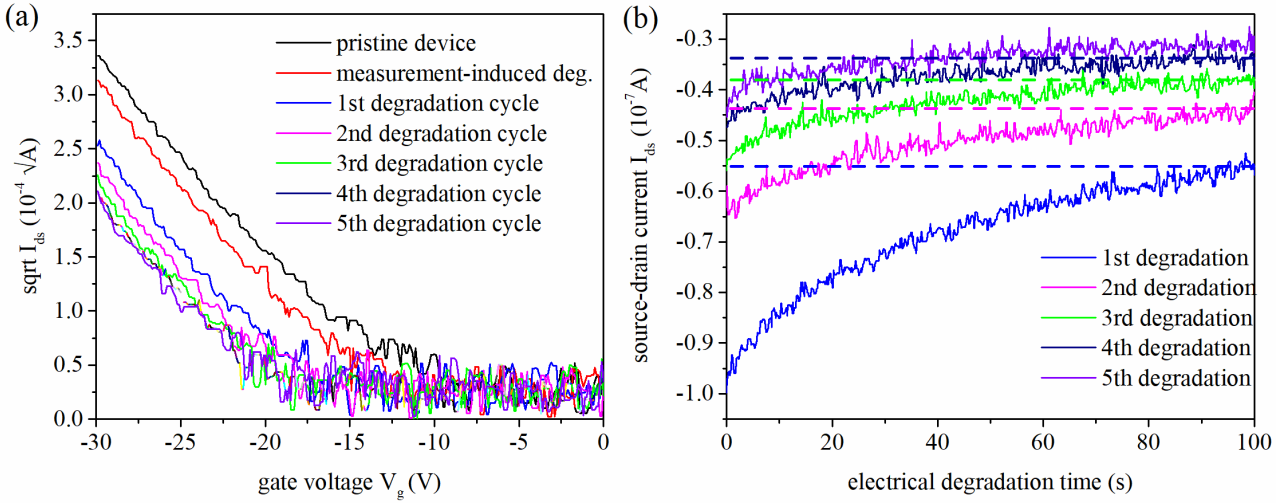 (a)
3.5
3.0
2.5
2.0
1.5
1.0
0.5
0.0
sqrt I_ds (10⁻⁴ √A)
pristine device
measurement-induced deg.
1st degradation cycle
2nd degradation cycle
3rd degradation cycle
4th degradation cycle
5th degradation cycle
-30 -25 -20 -15 -10 -5 0
gate voltage V_g (V)
(b)
-0.3
-0.4
-0.5
-0.6
-0.7
-0.8
-0.9
-1.0
source-drain current I_ds (10⁻⁷ A)
1st degradation
2nd degradation
3rd degradation
4th degradation
5th degradation
0 20 40 60 80 100
electrical degradation time (s)